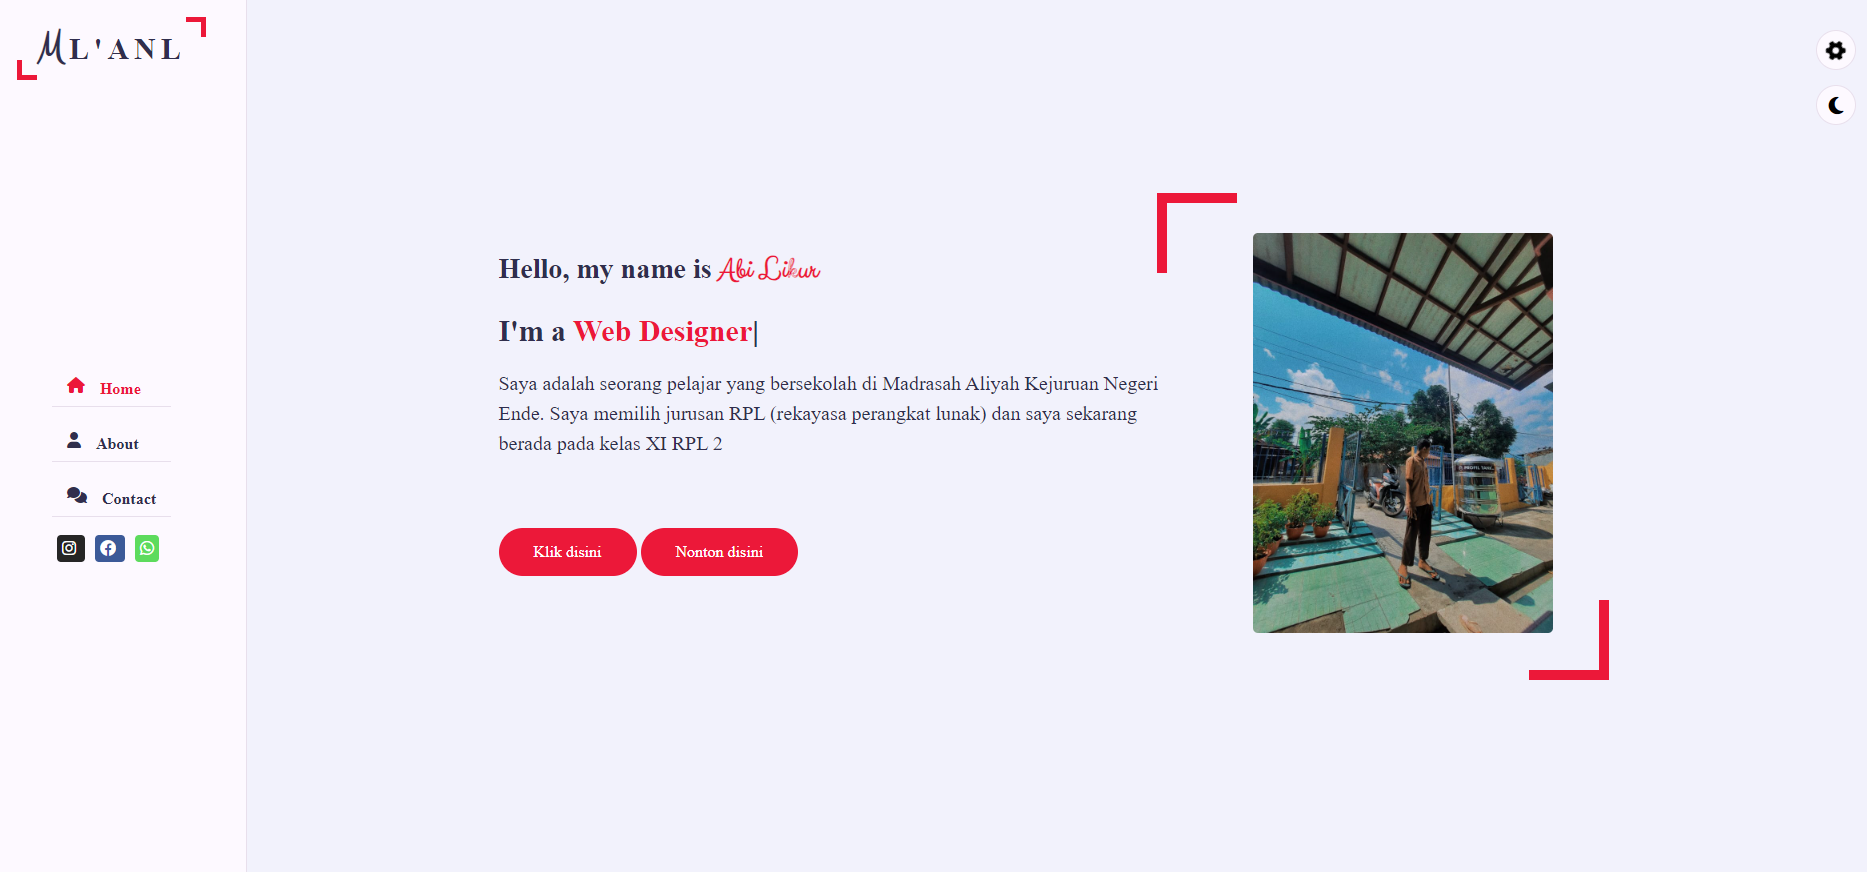 ML'ANL
Home
About
Contact
Hello, my name is Abi Likur
I'm a Web Designer|
Saya adalah seorang pelajar yang bersekolah di Madrasah Aliyah Kejuruan Negeri
Ende. Saya memilih jurusan RPL (rekayasa perangkat lunak) dan saya sekarang
berada pada kelas XI RPL 2
Klik disini
Nonton disini